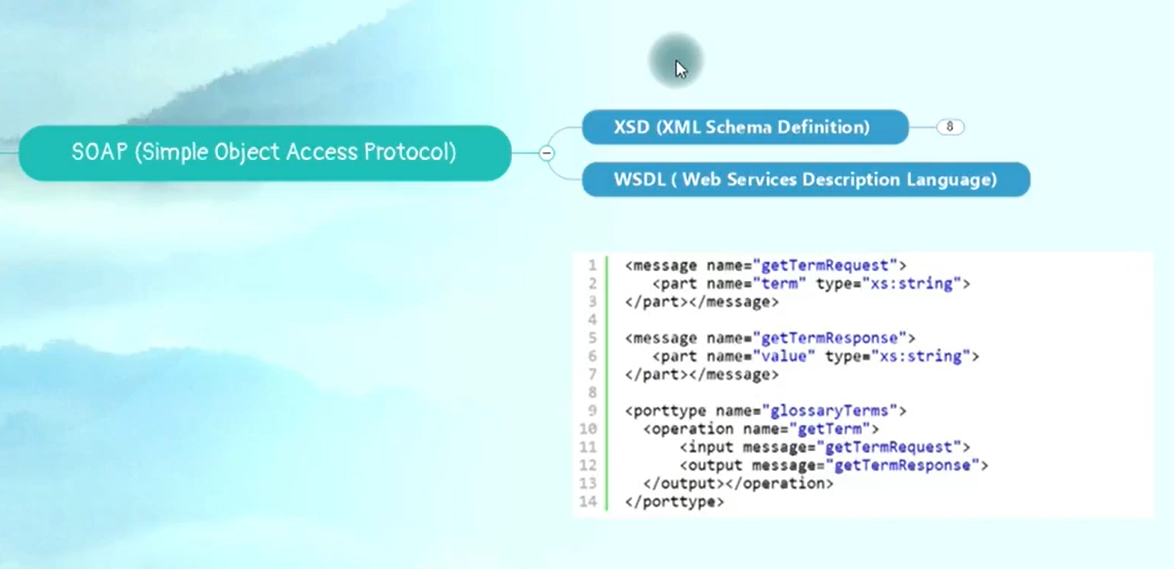 SOAP (Simple Object Access Protocol)
XSD (XML Schema Definition)
8
WSDL ( Web Services Description Language)
1 <message name="getTermRequest">
2 <part name="term" type="xs:string">
3 </part></message>
4
5 <message name="getTermResponse">
6 <part name="value" type="xs:string">
7 </part></message>
8
9 <porttype name="glossaryTerms">
10 <operation name="getTerm">
11 <input message="getTermRequest">
12 <output message="getTermResponse">
13 </output></operation>
14 </porttype>